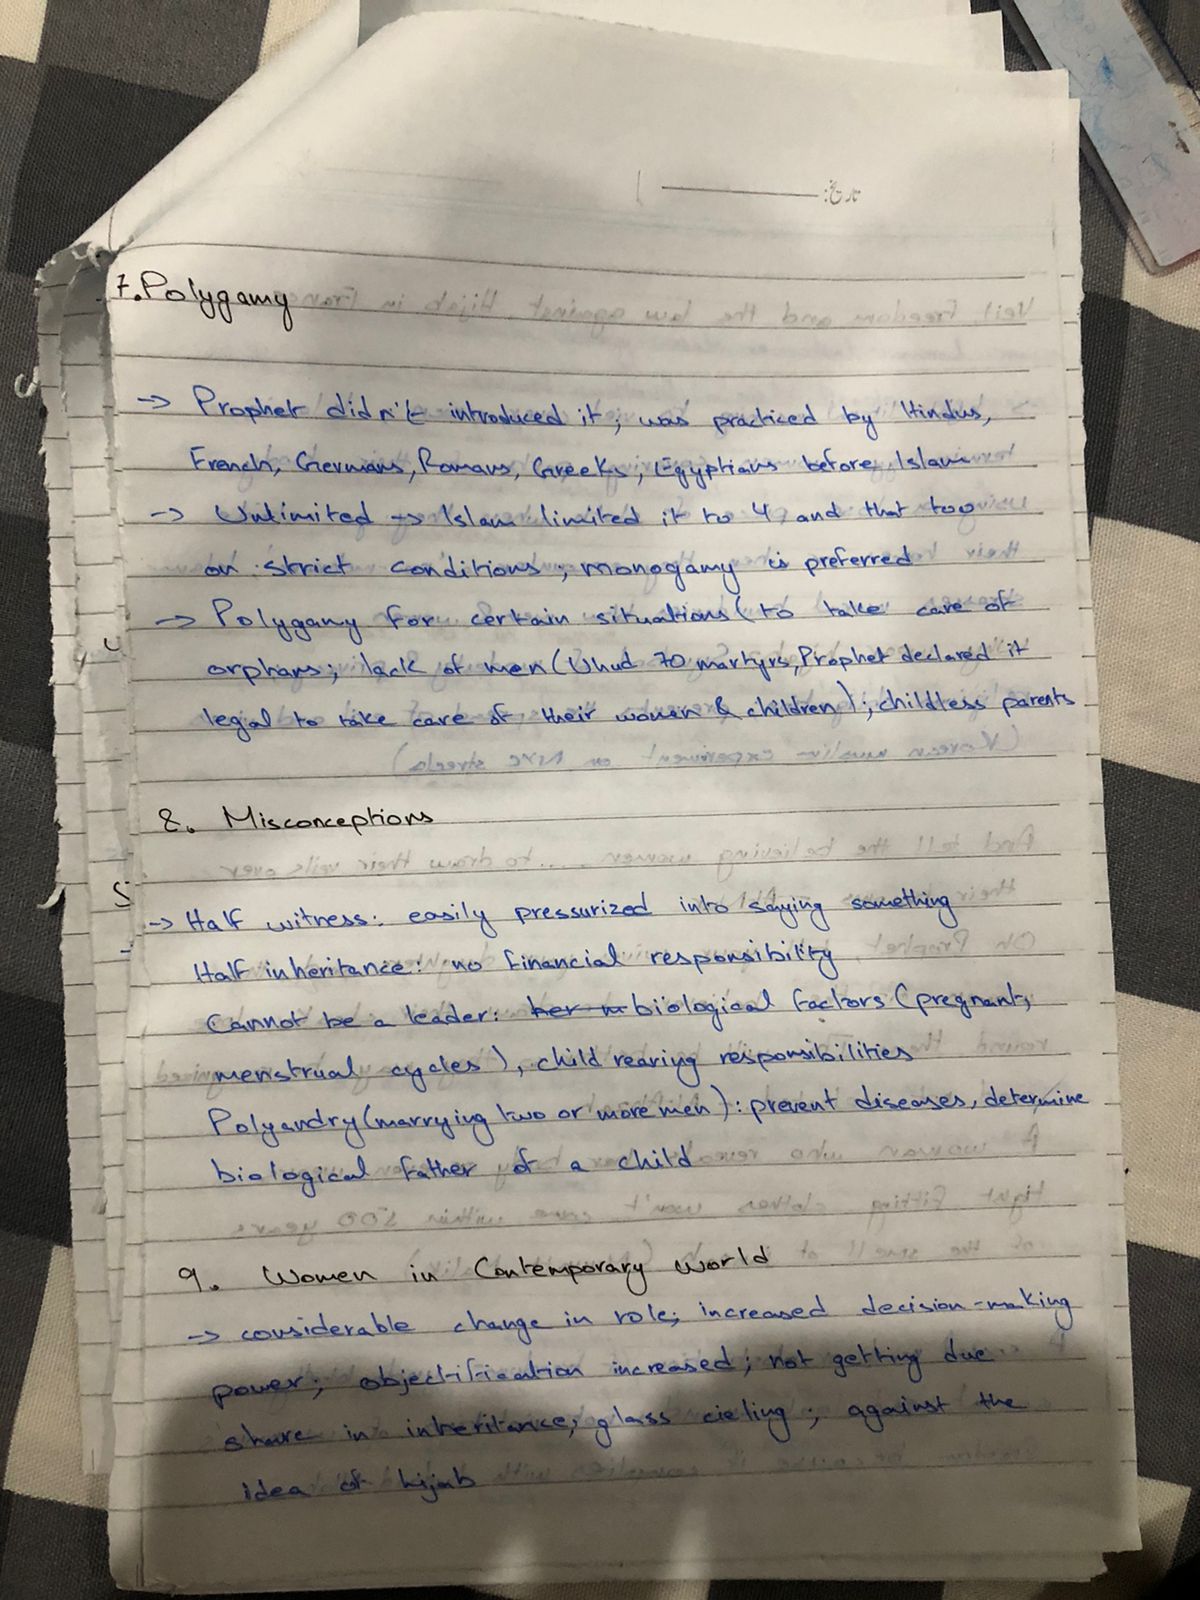 7. Polygamy
→ Prophet didn't introduced it; was practiced by Hindus,
French, Germans, Romans, Greeks, Egyptians before Islam
→ Unlimited → Islam limited it to 4, and that too
on strict conditions; monogamy is preferred
→ Polygamy for certain situations (to take care of
orphans; lack of men (Uhud 70 martyrs, Prophet declared it
legal to take care of their women & children); childless parents
8. Misconceptions
→ Half witness: easily pressurized into saying something
Half inheritance: no financial responsibility
Cannot be a leader: biological factors (pregnant,
menstrual cycles), child rearing responsibilities
Polyandry (marrying two or more men): prevent diseases, determine
biological father of a child
9. Women in Contemporary World
→ considerable change in role; increased decision-making
power; objectification increased; not getting due
share in inheritance; glass cieling; against the
idea of hijab